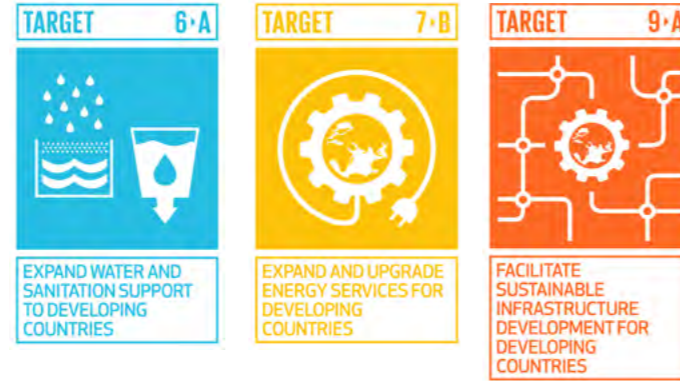 TARGET 6·A
EXPAND WATER AND
SANITATION SUPPORT
TO DEVELOPING
COUNTRIES
TARGET 7·B
EXPAND AND UPGRADE
ENERGY SERVICES FOR
DEVELOPING
COUNTRIES
TARGET 9·A
FACILITATE
SUSTAINABLE
INFRASTRUCTURE
DEVELOPMENT FOR
DEVELOPING
COUNTRIES